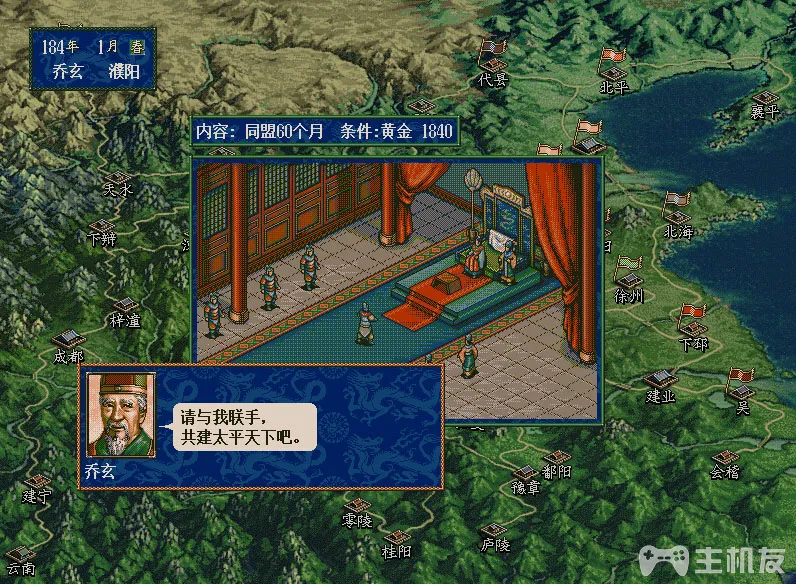 184年 1月 春
乔玄 濮阳
代县
北平
襄平
内容: 同盟60个月 条件:黄金 1840
天水
下辨
北海
徐州
梓潼
下邳
成都
建业
吴
请与我联手,
共建太平天下吧。
乔玄
鄱阳
会稽
豫章
建宁
零陵
桂阳
庐陵
云南
主机友